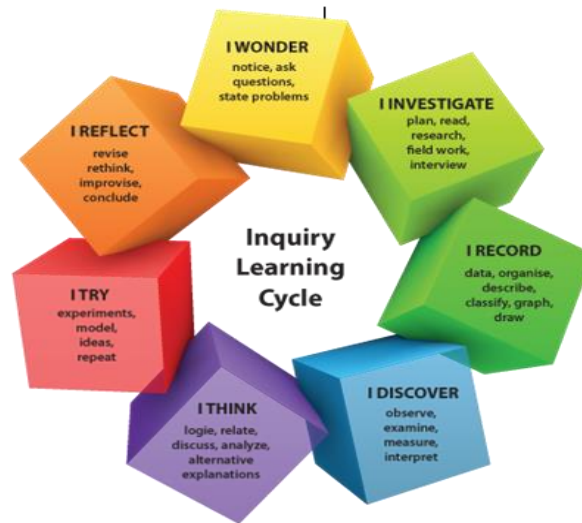 I WONDER
notice, ask
questions,
state problems
I INVESTIGATE
plan, read,
research,
field work,
interview
I RECORD
data, organise,
describe,
classify, graph,
draw
I DISCOVER
observe,
examine,
measure,
interpret
I THINK
logie, relate,
discuss, analyze,
alternative
explanations
I TRY
experiments,
model,
ideas,
repeat
I REFLECT
revise
rethink,
improvise,
conclude
Inquiry
Learning
Cycle